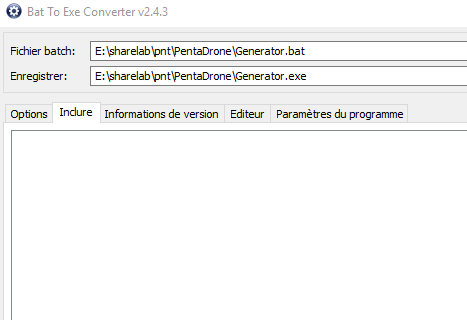 Bat To Exe Converter v2.4.3
Fichier batch: E:\sharelab\pnt\PentaDrone\Generator.bat
Enregistrer: E:\sharelab\pnt\PentaDrone\Generator.exe
Options Inclure Informations de version Editeur Paramètres du programme